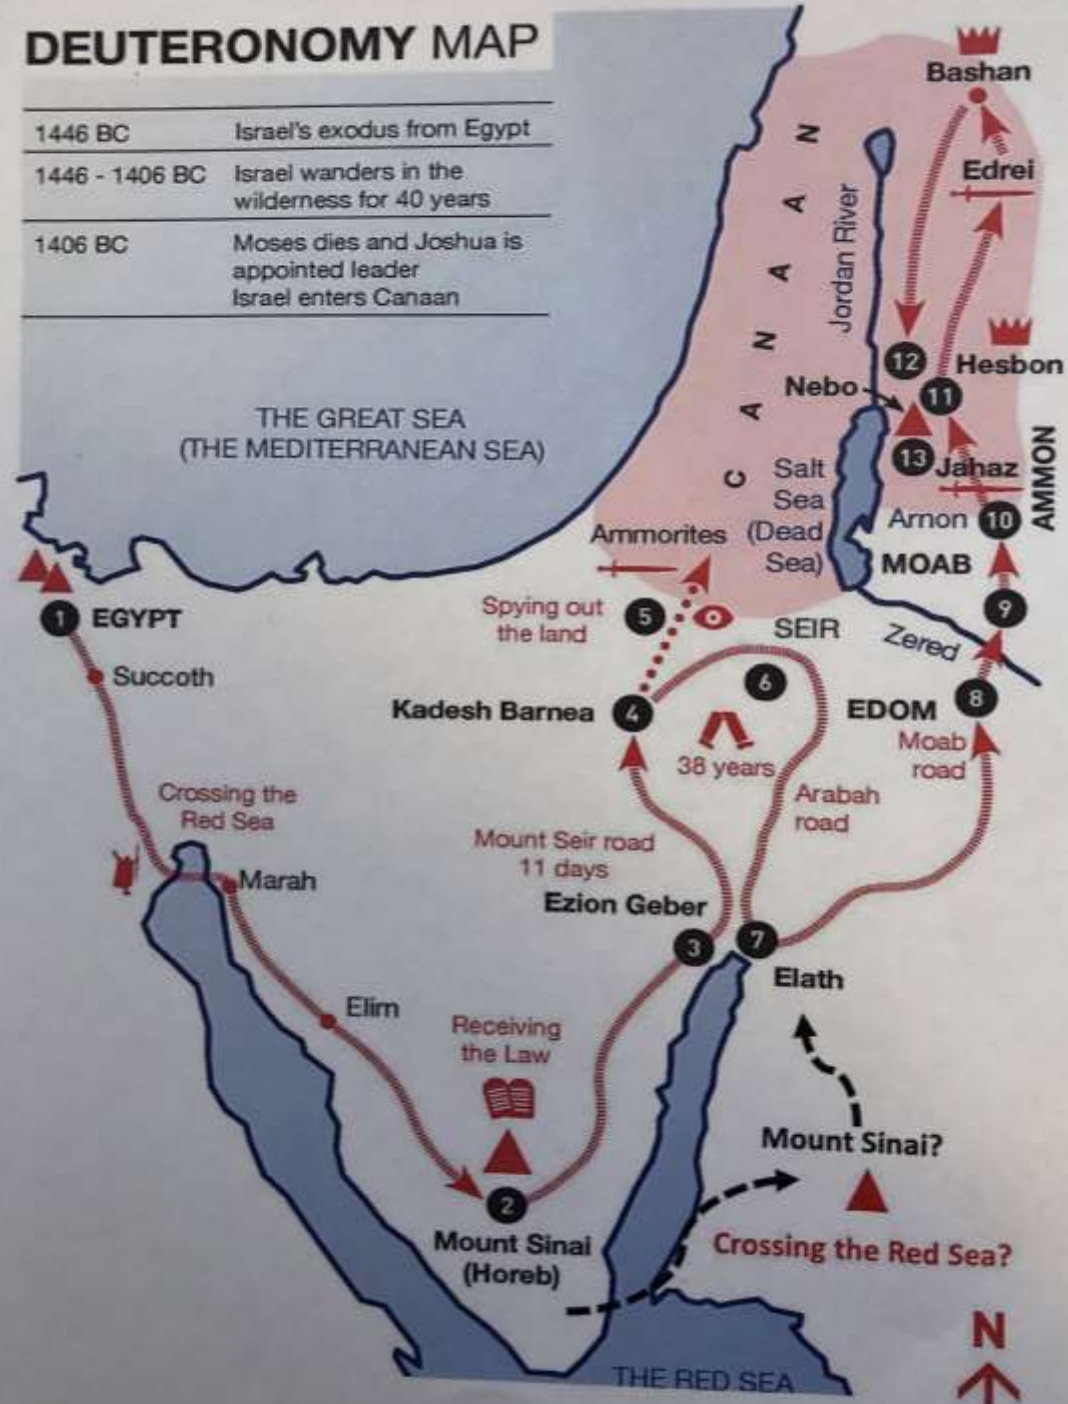 DEUTERONOMY MAP
1446 BC Israel's exodus from Egypt
1446 - 1406 BC Israel wanders in the
wilderness for 40 years
1406 BC Moses dies and Joshua is
appointed leader
Israel enters Canaan
THE GREAT SEA
(THE MEDITERRANEAN SEA)
CANAAN
Jordan River
Bashan
Edrei
12
Hesbon
Nebo
11
13
Jahaz
AMMON
Salt
Sea
(Dead
Sea)
Arnon
10
Ammorites
MOAB
9
Spying out
the land
5
SEIR
Zered
1
EGYPT
Succoth
Kadesh Barnea
4
6
38 years
EDOM
8
Moab
road
Arabah
road
Crossing the
Red Sea
Marah
Mount Seir road
11 days
Ezion Geber
3
7
Elath
Elim
Receiving
the Law
2
Mount Sinai
(Horeb)
Mount Sinai?
Crossing the Red Sea?
THE RED SEA
N